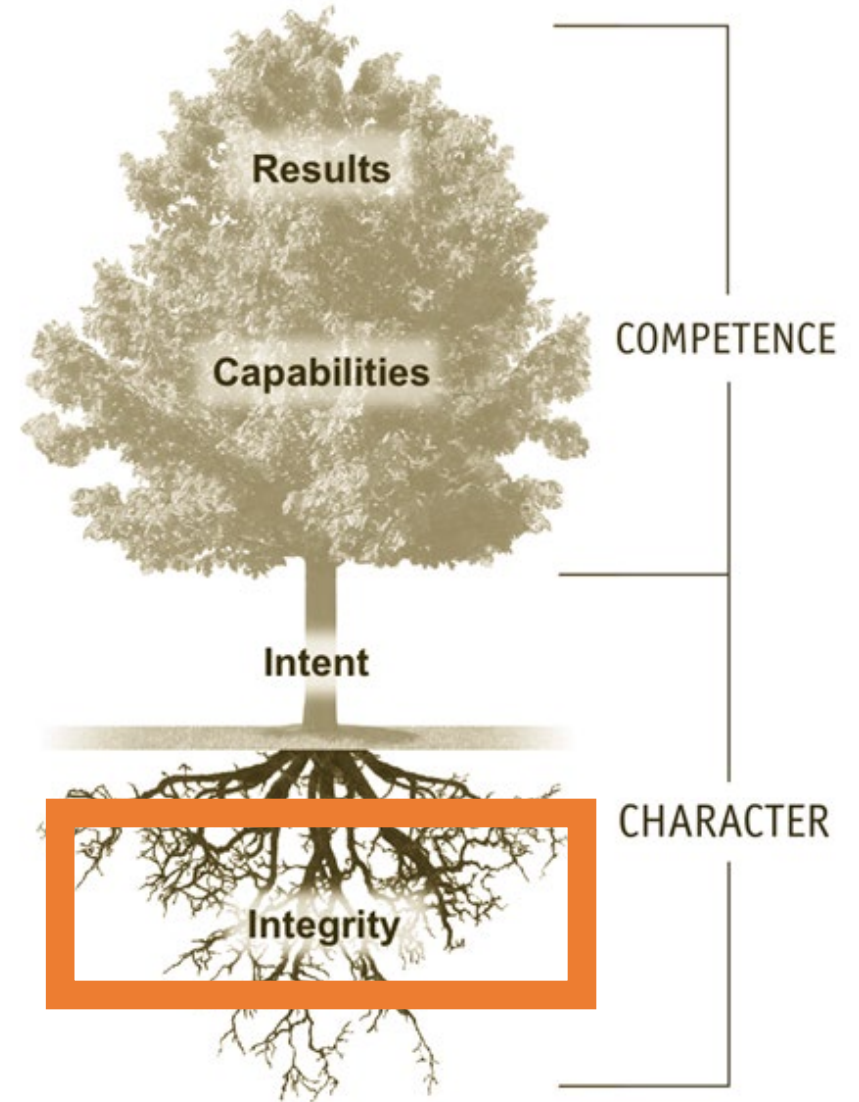 Results
COMPETENCE
Capabilities
Intent
CHARACTER
Integrity